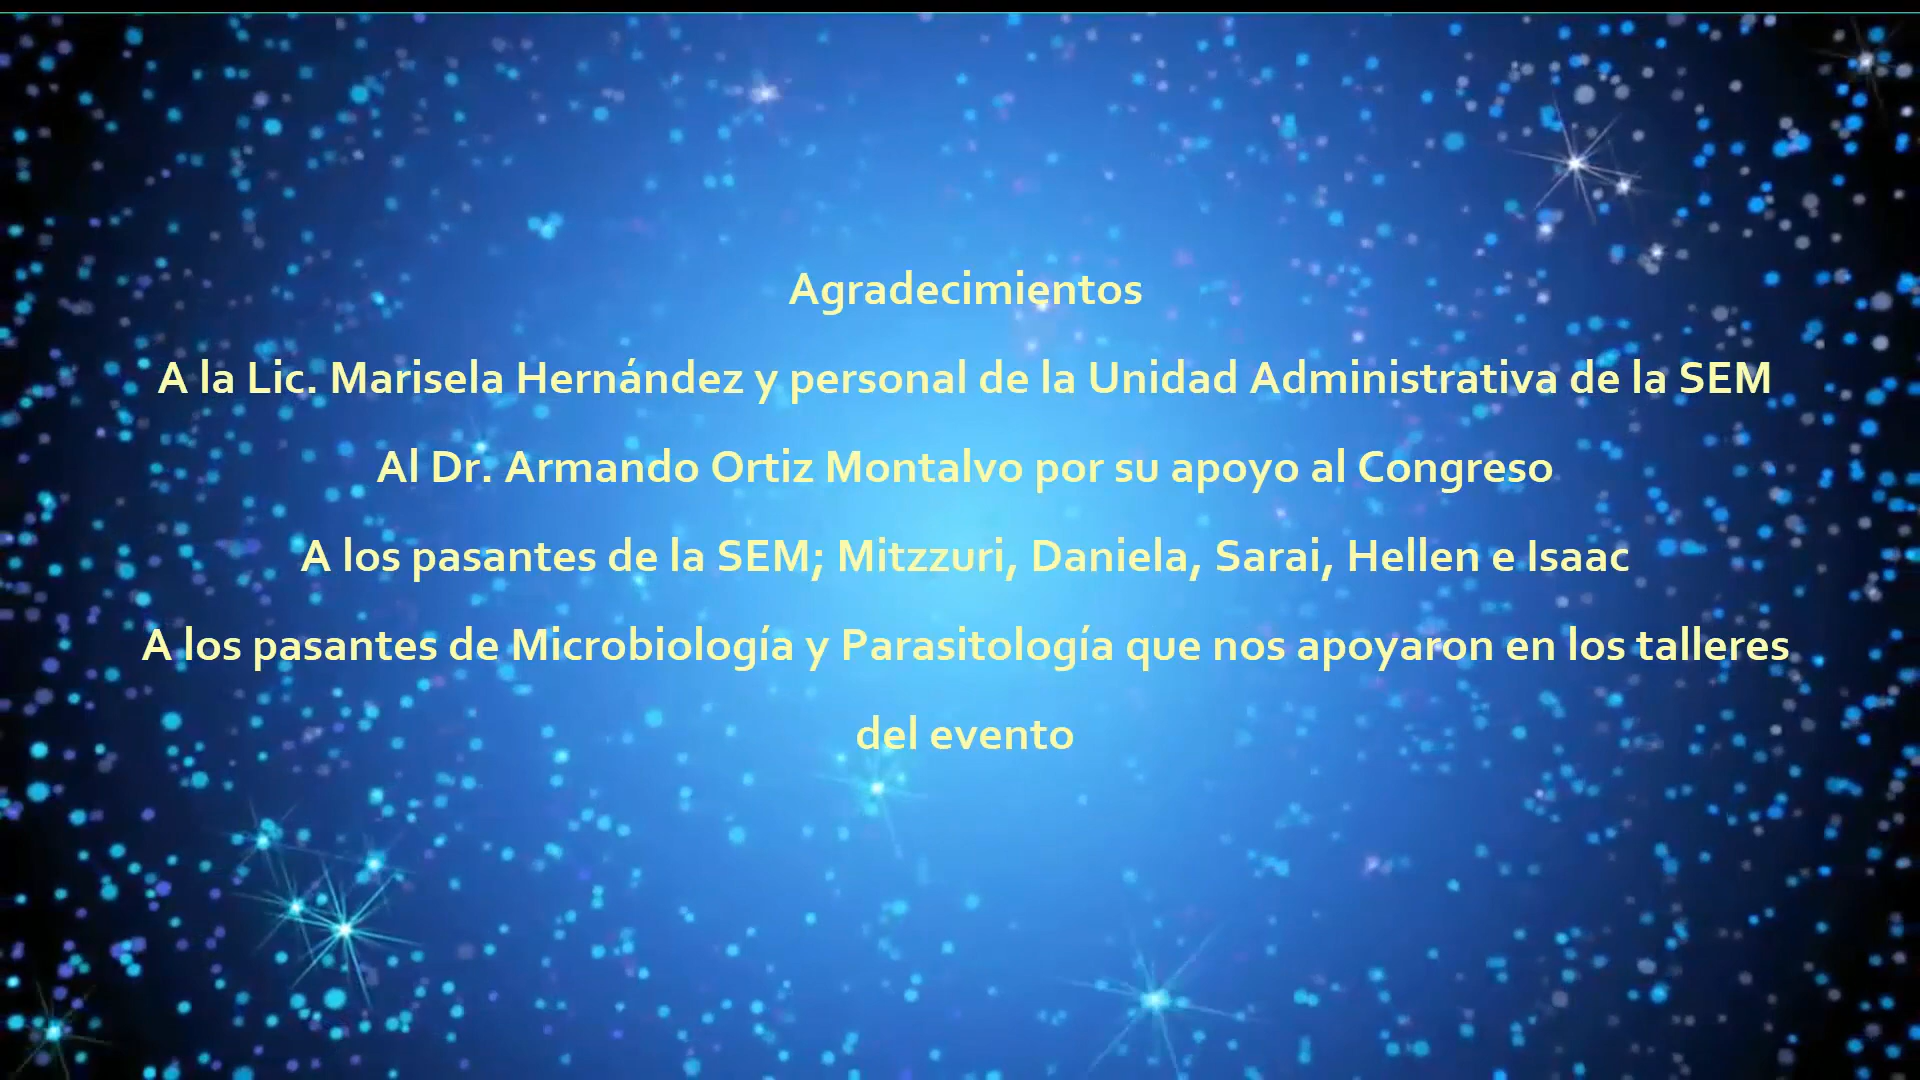 Agradecimientos
A la Lic. Marisela Hernández y personal de la Unidad Administrativa de la SEM
Al Dr. Armando Ortiz Montalvo por su apoyo al Congreso
A los pasantes de la SEM; Mitzzuri, Daniela, Sarai, Hellen e Isaac
A los pasantes de Microbiología y Parasitología que nos apoyaron en los talleres
del evento